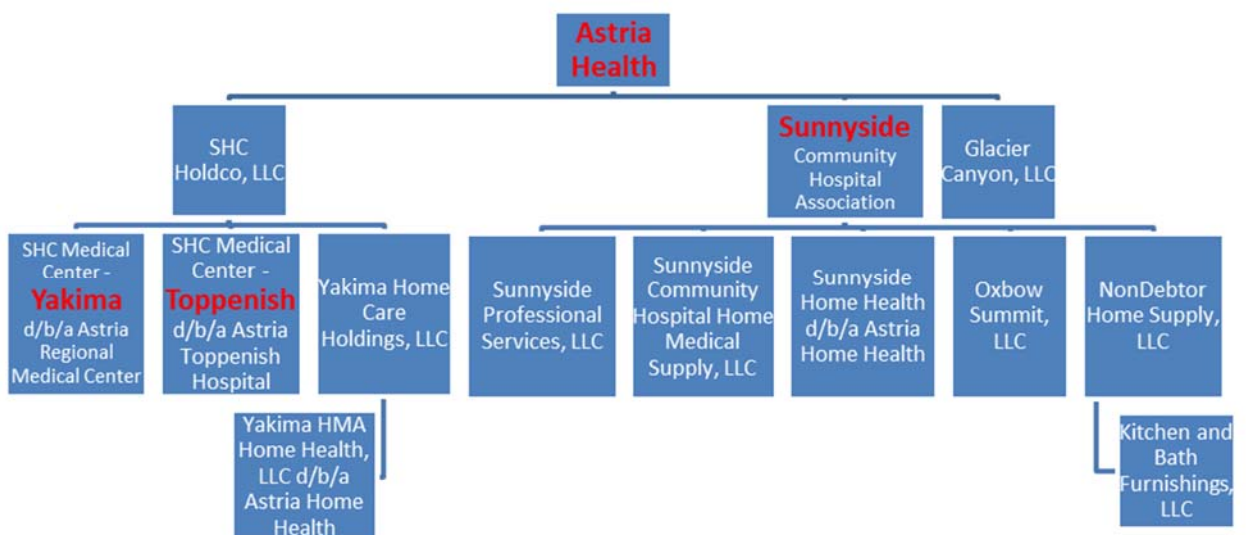 Astria
Health
SHC
Holdco, LLC
Sunnyside
Community
Hospital
Association
Glacier
Canyon, LLC
SHC Medical
Center -
Yakima
d/b/a Astria
Regional
Medical Center
SHC Medical
Center -
Toppenish
d/b/a Astria
Toppenish
Hospital
Yakima Home
Care
Holdings, LLC
Sunnyside
Professional
Services, LLC
Sunnyside
Community
Hospital Home
Medical
Supply, LLC
Sunnyside
Home Health
d/b/a Astria
Home Health
Oxbow
Summit,
LLC
NonDebtor
Home Supply,
LLC
Yakima HMA
Home Health,
LLC d/b/a
Astria Home
Health
Kitchen and
Bath
Furnishings,
LLC